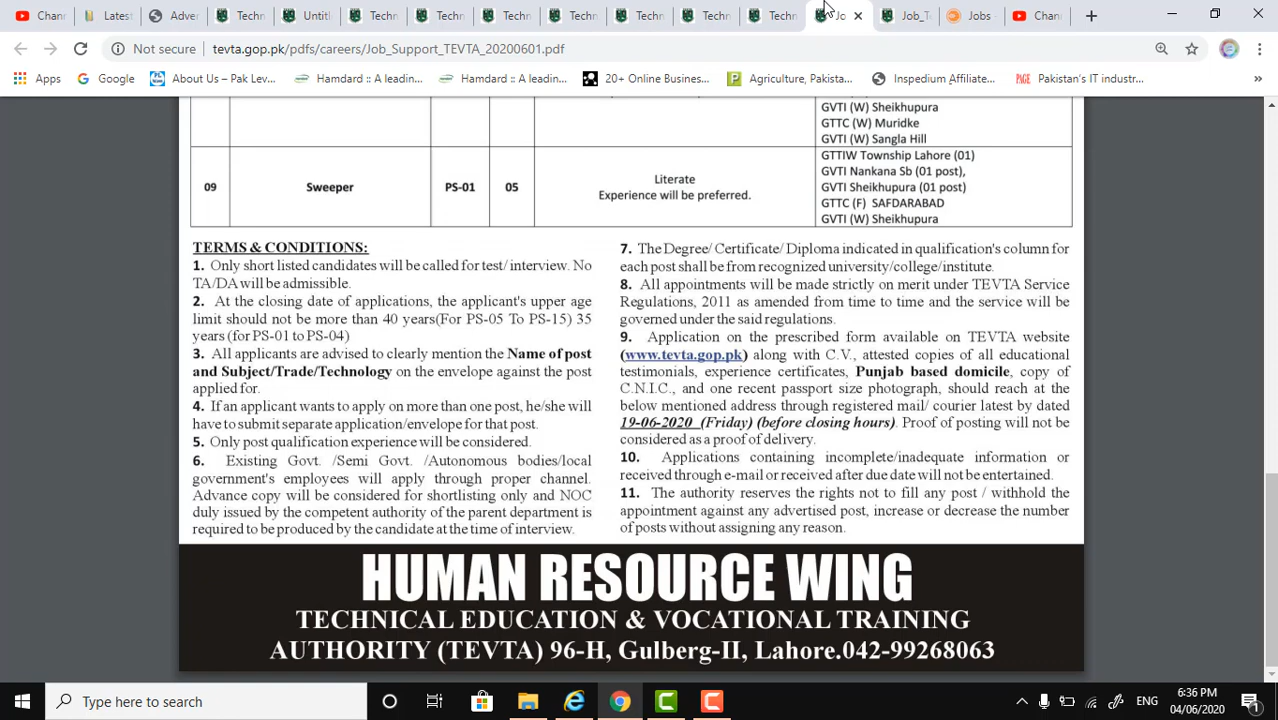 Chan
Latest
Adver
Techn
Untitl
Techn
Techn
Techn
Techn
Techn
Techn
Techn
Jo
Job_T
Jobs
Chan
Not secure
tevta.gop.pk/pdfs/careers/Job_Support_TEVTA_20200601.pdf
Apps
Google
About Us – Pak Lev...
Hamdard :: A leadin...
Hamdard :: A leadin...
20+ Online Busines...
Agriculture, Pakista...
Inspedium Affiliate...
PAGE
Pakistan's IT industr...
»
GVTI (W) Sheikhupura
GTTC (W) Muridke
GVTI (W) Sangla Hill
09
Sweeper
PS-01
05
Literate
Experience will be preferred.
GTTIW Township Lahore (01)
GVTI Nankana Sb (01 post),
GVTI Sheikhupura (01 post)
GTTC (F) SAFDARABAD
GVTI (W) Sheikhupura
TERMS & CONDITIONS:
1. Only short listed candidates will be called for test/ interview. No
TA/DA will be admissible.
2. At the closing date of applications, the applicant's upper age
limit should not be more than 40 years(For PS-05 To PS-15) 35
years (for PS-01 to PS-04)
3. All applicants are advised to clearly mention the Name of post
and Subject/Trade/Technology on the envelope against the post
applied for.
4. If an applicant wants to apply on more than one post, he/she will
have to submit separate application/envelope for that post.
5. Only post qualification experience will be considered.
6. Existing Govt. /Semi Govt. /Autonomous bodies/local
government's employees will apply through proper channel.
Advance copy will be considered for shortlisting only and NOC
duly issued by the competent authority of the parent department is
required to be produced by the candidate at the time of interview.
7. The Degree/ Certificate/ Diploma indicated in qualification's column for
each post shall be from recognized university/college/institute.
8. All appointments will be made strictly on merit under TEVTA Service
Regulations, 2011 as amended from time to time and the service will be
governed under the said regulations.
9. Application on the prescribed form available on TEVTA website
(www.tevta.gop.pk) along with C.V., attested copies of all educational
testimonials, experience certificates, Punjab based domicile, copy of
C.N.I.C., and one recent passport size photograph, should reach at the
below mentioned address through registered mail/ courier latest by dated
19-06-2020 (Friday) (before closing hours). Proof of posting will not be
considered as a proof of delivery.
10. Applications containing incomplete/inadequate information or
received through e-mail or received after due date will not be entertained.
11. The authority reserves the rights not to fill any post / withhold the
appointment against any advertised post, increase or decrease the number
of posts without assigning any reason.
HUMAN RESOURCE WING
TECHNICAL EDUCATION & VOCATIONAL TRAINING
AUTHORITY (TEVTA) 96-H, Gulberg-II, Lahore.042-99268063
Type here to search
ENG
6:36 PM
04/06/2020
1